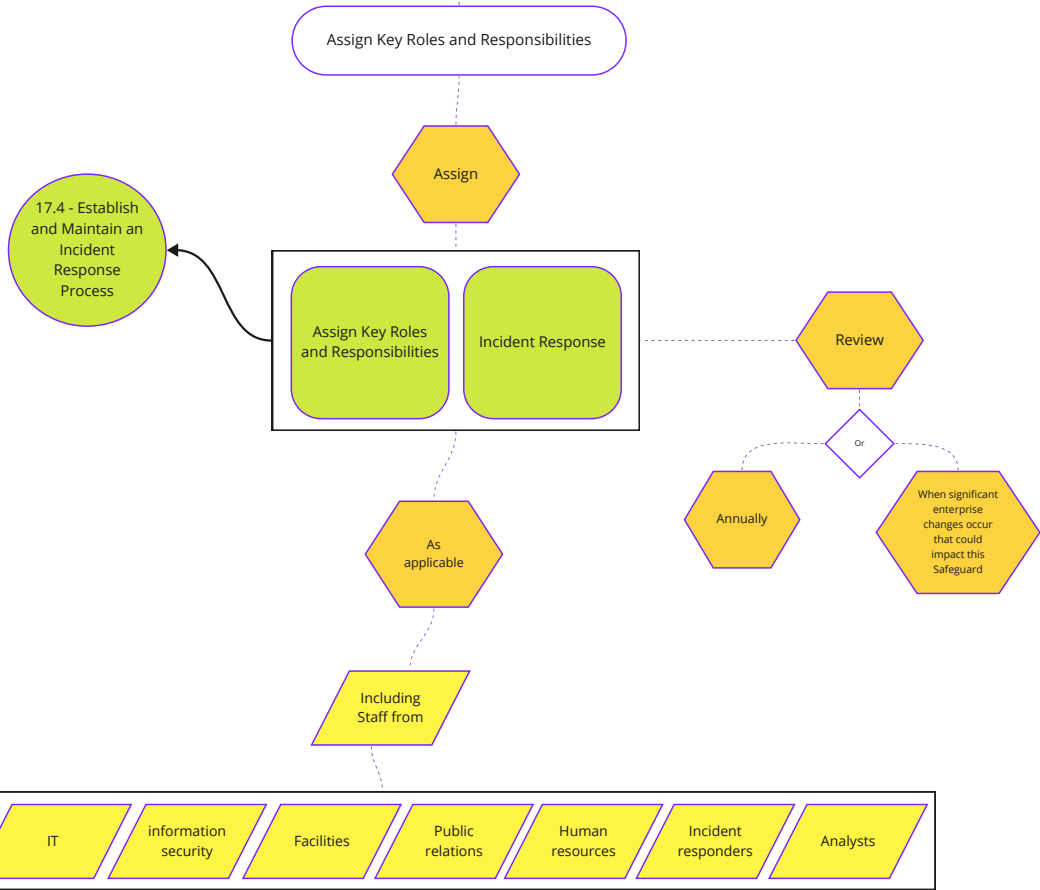 Assign Key Roles and Responsibilities
Assign
17.4 - Establish
and Maintain an
Incident
Response
Process
Assign Key Roles
and Responsibilities
Incident Response
Review
Or
Annually
When significant
enterprise
changes occur
that could
impact this
Safeguard
As
applicable
Including
Staff from
IT
information
security
Facilities
Public
relations
Human
resources
Incident
responders
Analysts